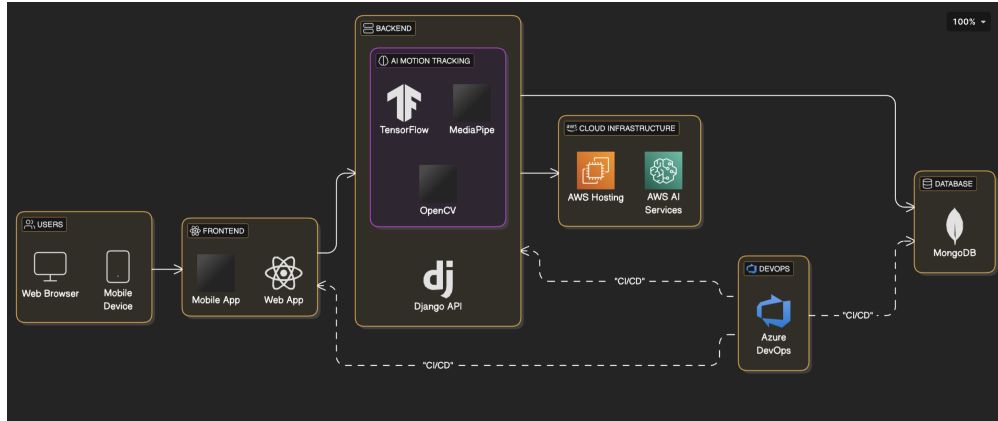 100%
BACKEND
AI MOTION TRACKING
TensorFlow
MediaPipe
OpenCV
Django API
aws
CLOUD INFRASTRUCTURE
AWS Hosting
AWS AI
Services
DATABASE
MongoDB
USERS
Web Browser
Mobile
Device
FRONTEND
Mobile App
Web App
dj
DEVOPS
Azure
DevOps
"CI/CD"
"CI/CD"
"CI/CD"